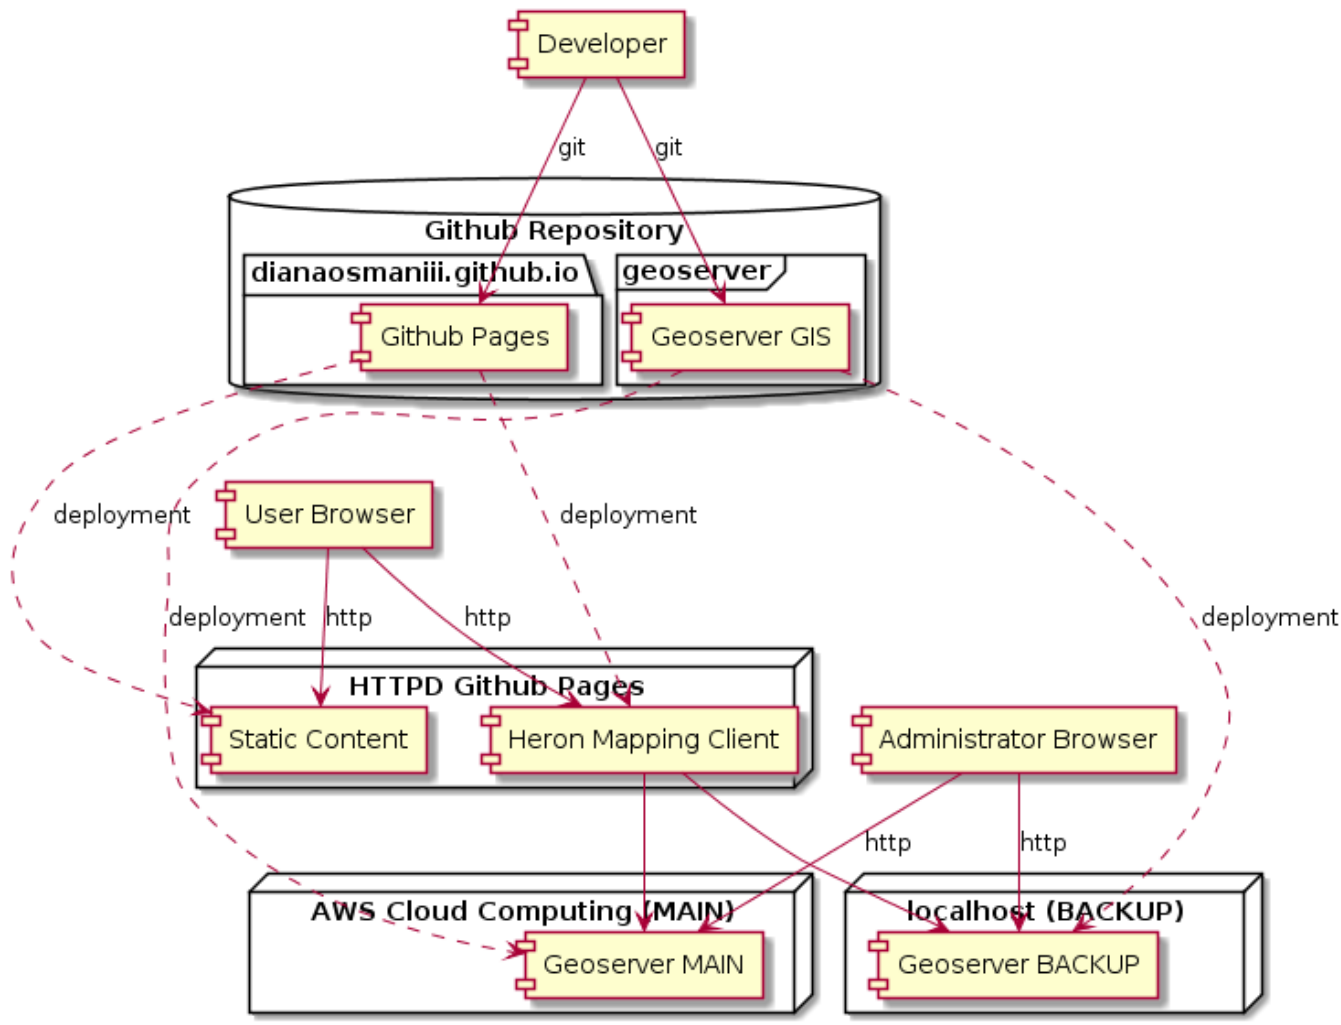 Developer
git
git
Github Repository
dianaosmaniii.github.io
geoserver
Github Pages
Geoserver GIS
deployment
User Browser
deployment
deployment
http
http
deployment
HTTPD Github Pages
Static Content
Heron Mapping Client
Administrator Browser
http
http
AWS Cloud Computing (MAIN)
localhost (BACKUP)
Geoserver MAIN
Geoserver BACKUP